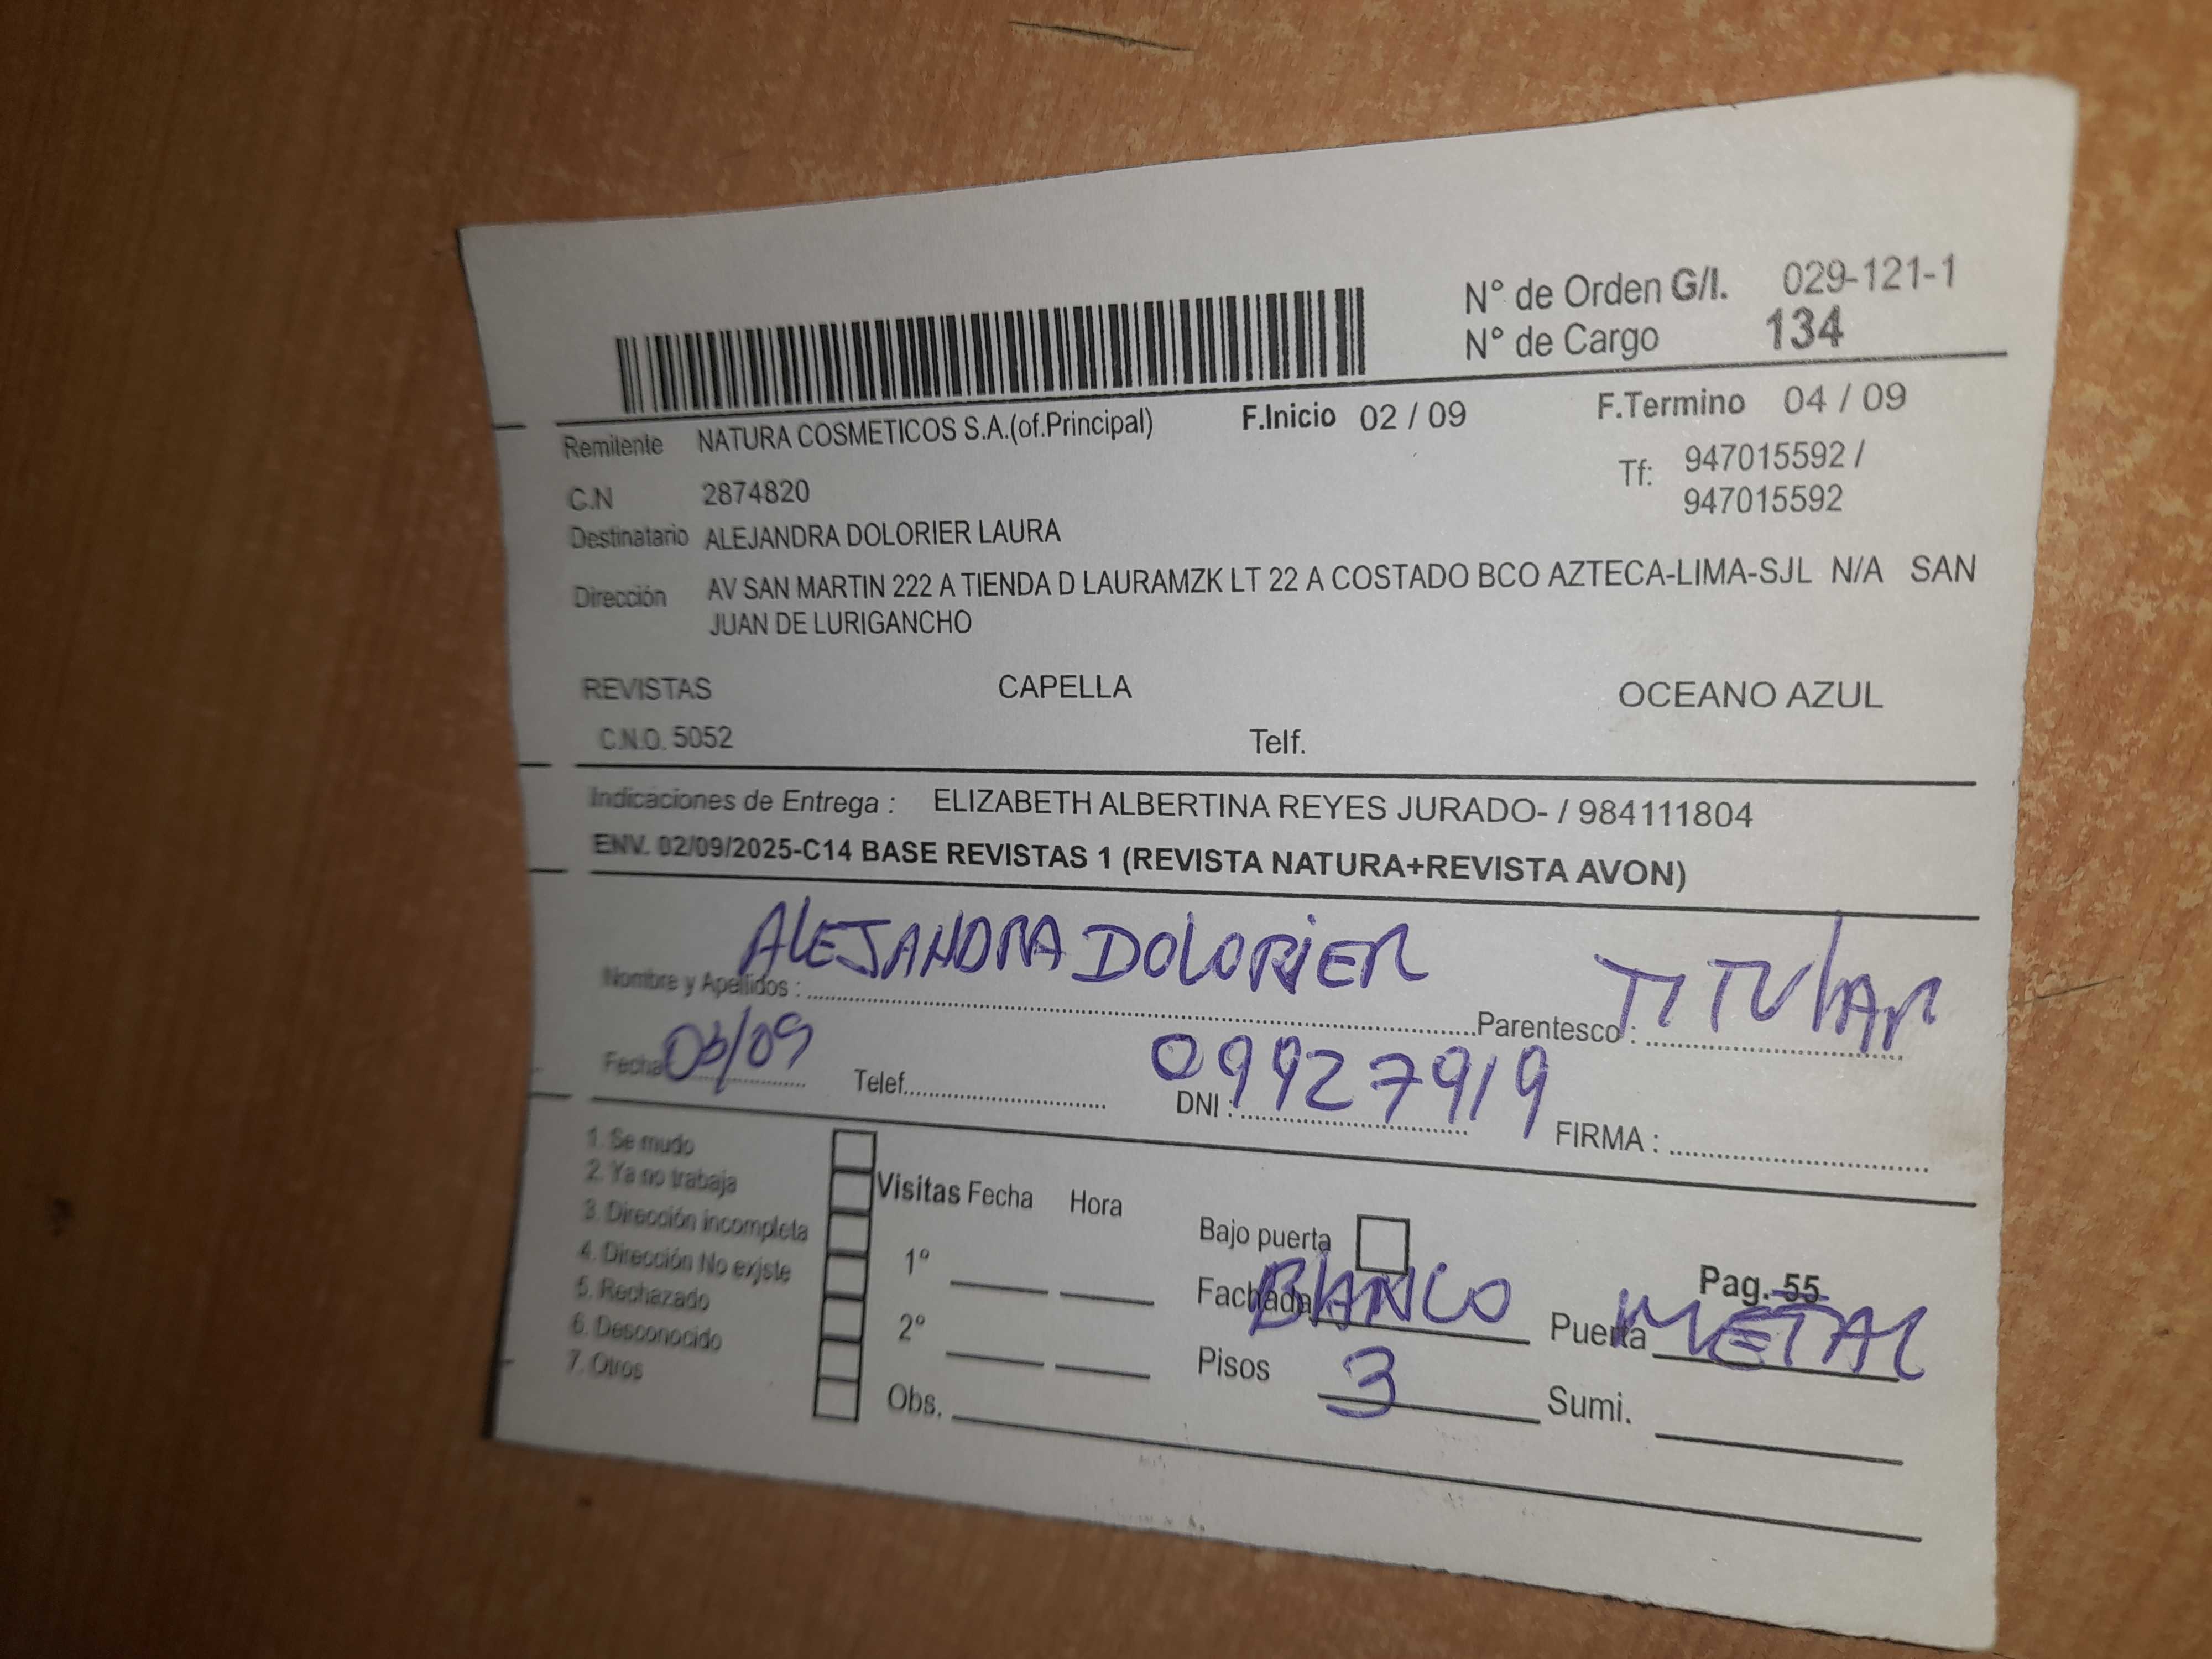 N° de Orden G/I. 029-121-1
N° de Cargo 134
Remitente NATURA COSMETICOS S.A.(of.Principal) F.Inicio 02 / 09 F.Termino 04 / 09
C.N 2874820 Tf: 947015592 /
947015592
Destinatario ALEJANDRA DOLORIER LAURA
Dirección AV SAN MARTIN 222 A TIENDA D LAURAMZK LT 22 A COSTADO BCO AZTECA-LIMA-SJL N/A SAN
JUAN DE LURIGANCHO
REVISTAS CAPELLA OCEANO AZUL
C.N.O. 5052 Telf.
Indicaciones de Entrega : ELIZABETH ALBERTINA REYES JURADO- / 984111804
ENV. 02/09/2025-C14 BASE REVISTAS 1 (REVISTA NATURA+REVISTA AVON)
Nombre y Apellidos : ALEJANDRA DOLORIER Parentesco : TITULAR
Fecha /09 Telef. DNI : 09927919 FIRMA :
1. Se mudo
2. Ya no trabaja
3. Dirección incompleta
4. Dirección No existe
5. Rechazado
6. Desconocido
7. Otros
Visitas Fecha Hora
1°
2°
Obs.
Bajo puerta
Pag. 55
Fachada BLANCO Puerta METAL
Pisos 3 Sumi.